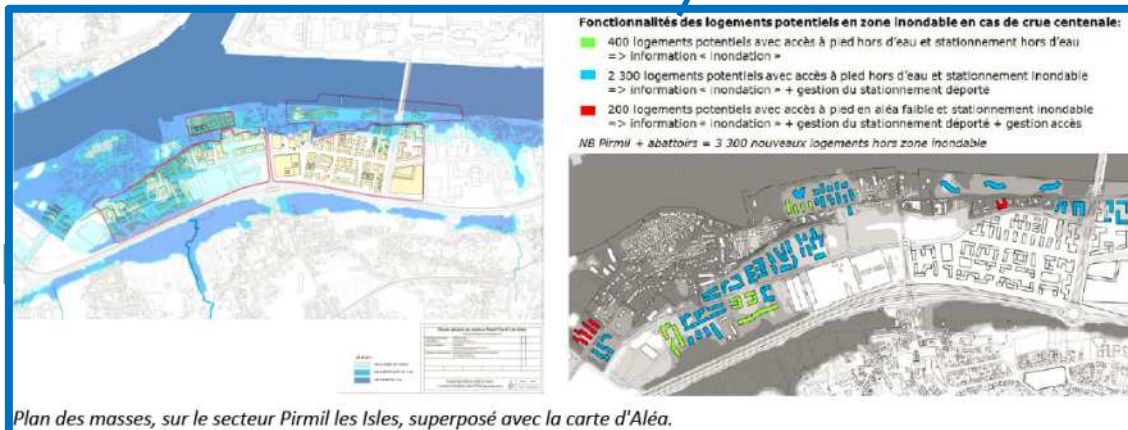 Fonctionnalités des logements potentiels en zone inondable en cas de crue centenale:
400 logements potentiels avec accès à pied hors d'eau et stationnement hors d'eau
=> information « inondation »
2 300 logements potentiels avec accès à pied hors d'eau et stationnement inondable
=> information « inondation » + gestion du stationnement déporté
200 logements potentiels avec accès à pied en aléa faible et stationnement inondable
=> information « inondation » + gestion du stationnement déporté + gestion accès
NB Pirmil + abattoirs = 3 300 nouveaux logements hors zone inondable
Plan des masses, sur le secteur Pirmil les Isles, superposé avec la carte d'Aléa.